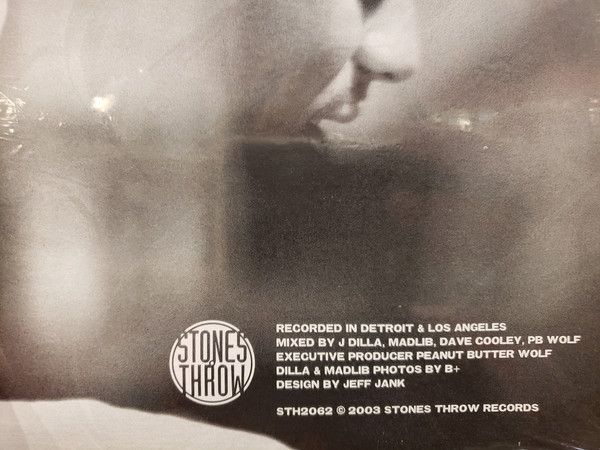 STONES
THROW
RECORDED IN DETROIT & LOS ANGELES
MIXED BY J DILLA, MADLIB, DAVE COOLEY, PB WOLF
EXECUTIVE PRODUCER PEANUT BUTTER WOLF
DILLA & MADLIB PHOTOS BY B+
DESIGN BY JEFF JANK
STH2062 © 2003 STONES THROW RECORDS